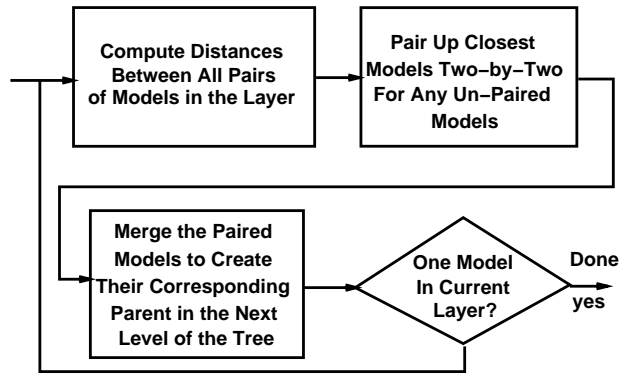 Compute Distances
Between All Pairs
of Models in the Layer
Pair Up Closest
Models Two–by–Two
For Any Un–Paired
Models
Merge the Paired
Models to Create
Their Corresponding
Parent in the Next
Level of the Tree
One Model
In Current
Layer?
Done
yes